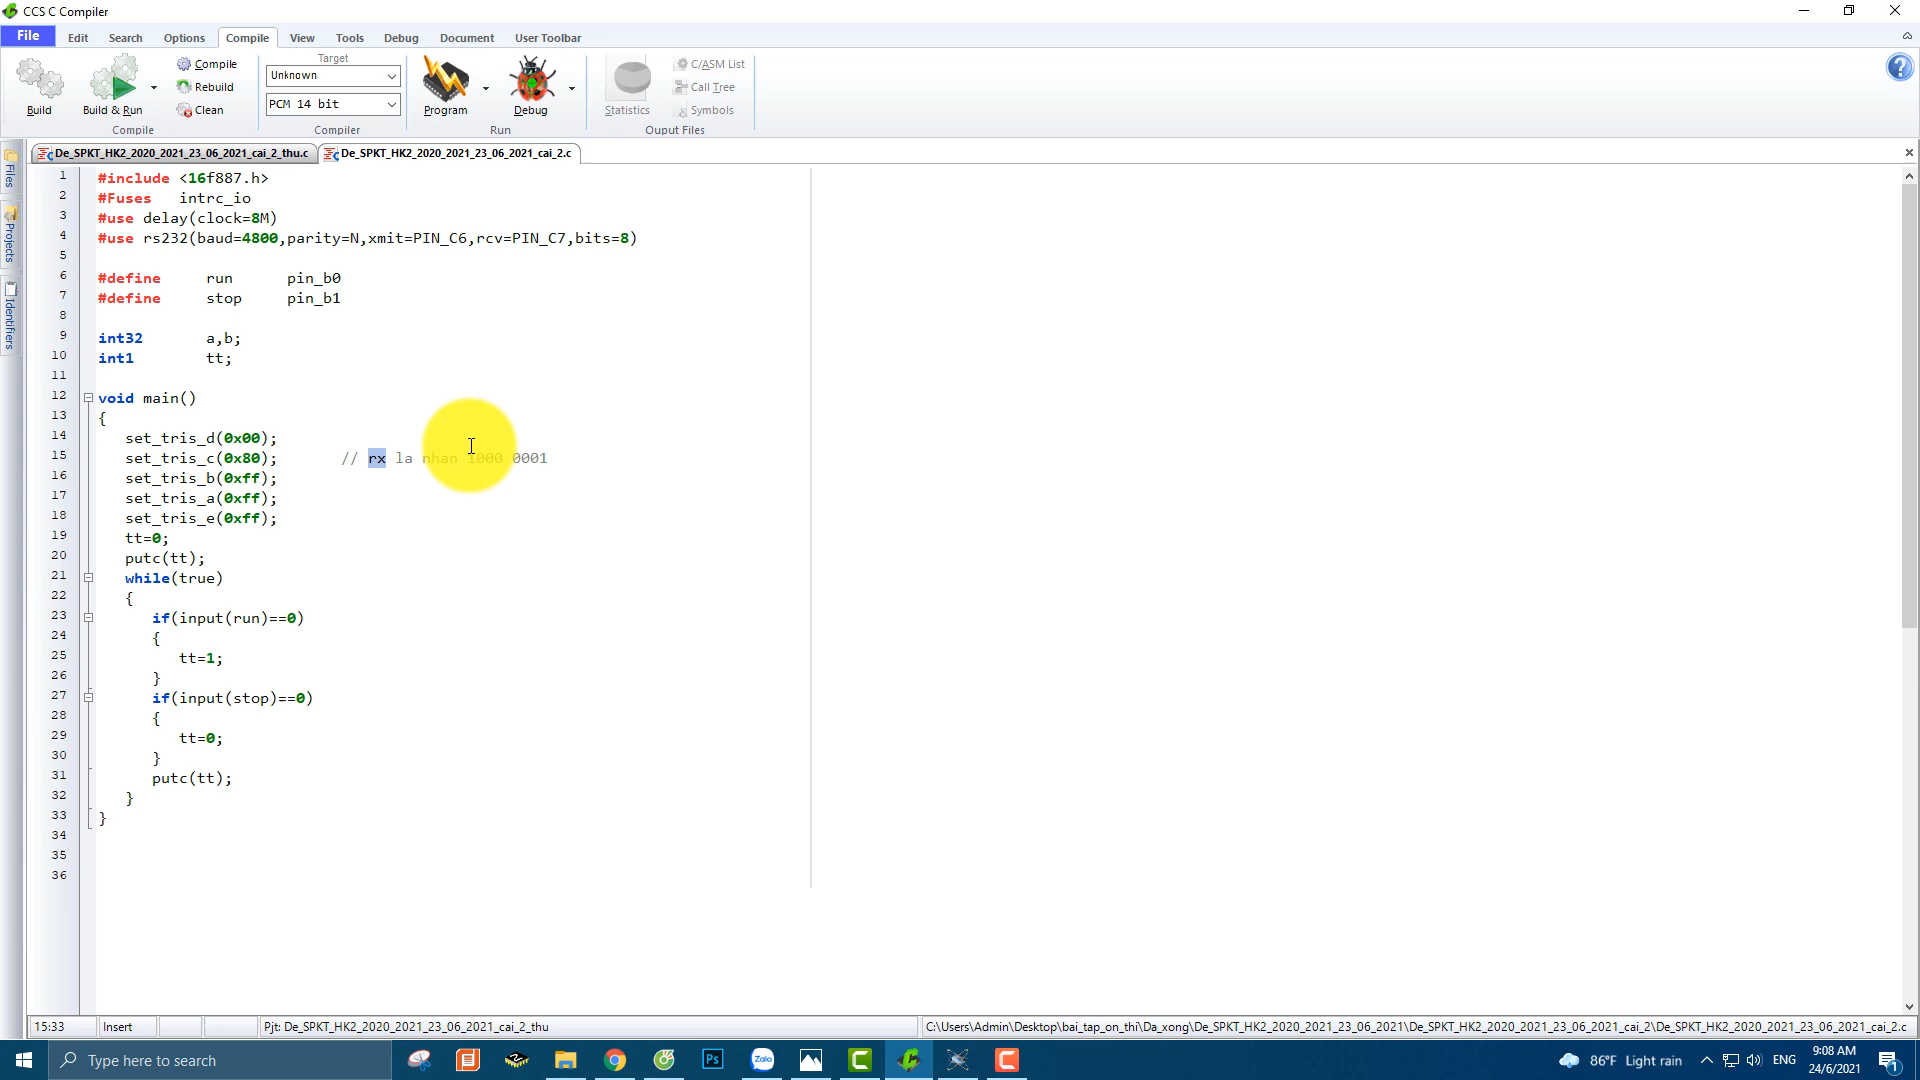 CCS C Compiler
File Edit Search Options Compile View Tools Debug Document User Toolbar
Build
Build & Run
Compile
Rebuild
Clean
Compile
Target
Unknown
PCM 14 bit
Compiler
Program
Debug
Run
Statistics
C/ASM List
Call Tree
Symbols
Ouput Files
De_SPKT_HK2_2020_2021_23_06_2021_cai_2_thu.c
De_SPKT_HK2_2020_2021_23_06_2021_cai_2.c
Files
Projects
Identifiers
1 #include <16f887.h>
2 #Fuses intrc_io
3 #use delay(clock=8M)
4 #use rs232(baud=4800,parity=N,xmit=PIN_C6,rcv=PIN_C7,bits=8)
5
6 #define run pin_b0
7 #define stop pin_b1
8
9 int32 a,b;
10 int1 tt;
11
12 void main()
13 {
14 set_tris_d(0x00);
15 set_tris_c(0x80); // rx la nhan 1000 0001
16 set_tris_b(0xff);
17 set_tris_a(0xff);
18 set_tris_e(0xff);
19 tt=0;
20 putc(tt);
21 while(true)
22 {
23 if(input(run)==0)
24 {
25 tt=1;
26 }
27 if(input(stop)==0)
28 {
29 tt=0;
30 }
31 putc(tt);
32 }
33 }
34
35
36
15:33 Insert Pjt: De_SPKT_HK2_2020_2021_23_06_2021_cai_2_thu C:\Users\Admin\Desktop\bai_tap_on_thi\Da_xong\De_SPKT_HK2_2020_2021_23_06_2021\De_SPKT_HK2_2020_2021_23_06_2021_cai_2\De_SPKT_HK2_2020_2021_23_06_2021_cai_2.c
Type here to search
Ps
Zalo
86°F Light rain
ENG
9:08 AM
24/6/2021
1